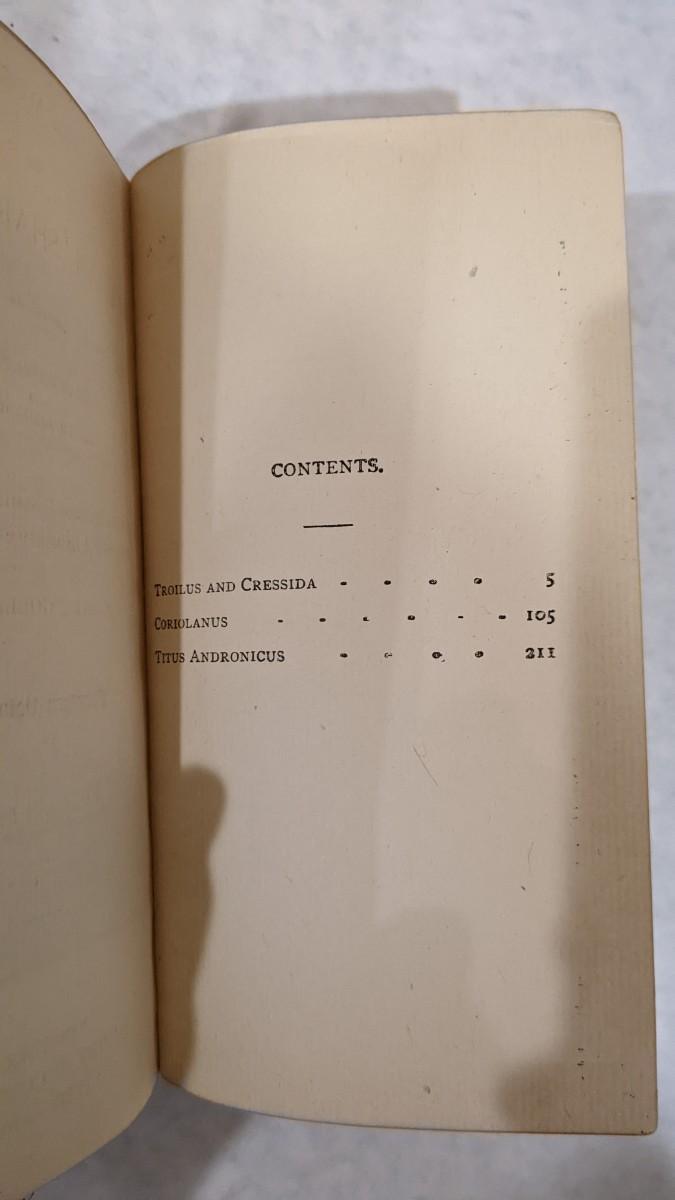 CONTENTS.
TROILUS AND CRESSIDA - - - - 5
CORIOLANUS - - - - - - 105
TITUS ANDRONICUS - - - - 211